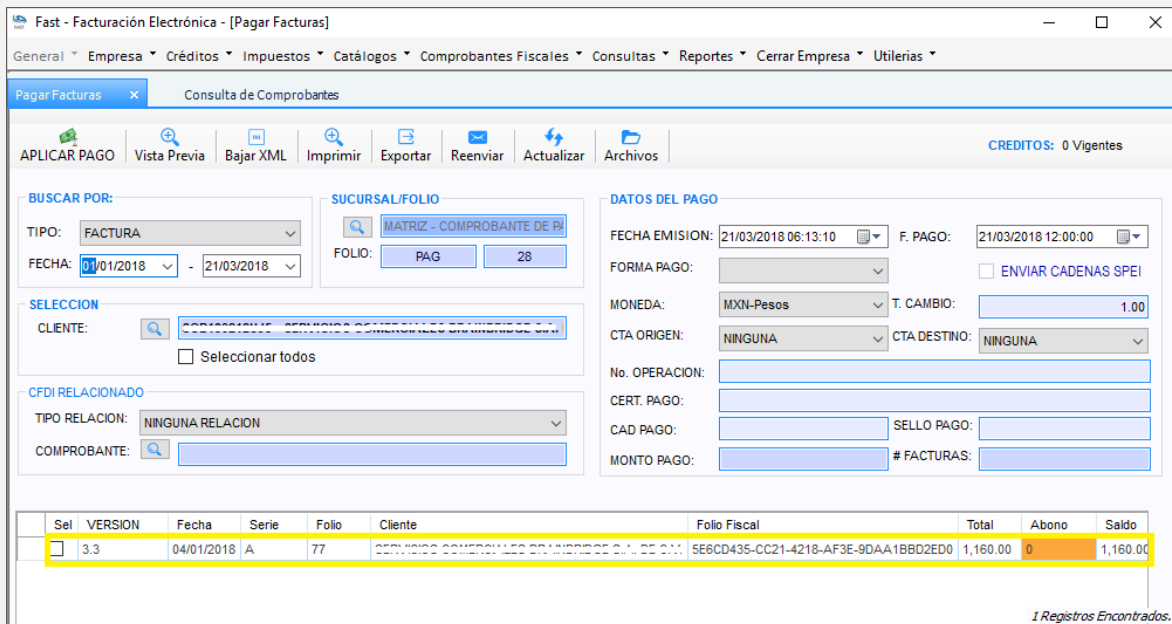 Fast - Facturación Electrónica - [Pagar Facturas]
General Empresa Créditos Impuestos Catálogos Comprobantes Fiscales Consultas Reportes Cerrar Empresa Utilerias
Pagar Facturas x Consulta de Comprobantes
APLICAR PAGO Vista Previa Bajar XML Imprimir Exportar Reenviar Actualizar Archivos
CREDITOS: 0 Vigentes
BUSCAR POR:
TIPO: FACTURA
FECHA: 01/01/2018 - 21/03/2018
SUCURSAL/FOLIO
MATRIZ - COMPROBANTE DE PA
FOLIO: PAG 28
SELECCION
CLIENTE:
Seleccionar todos
CFDI RELACIONADO
TIPO RELACION: NINGUNA RELACION
COMPROBANTE:
DATOS DEL PAGO
FECHA EMISION: 21/03/2018 06:13:10 F. PAGO: 21/03/2018 12:00:00
FORMA PAGO: ENVIAR CADENAS SPEI
MONEDA: MXN-Pesos T. CAMBIO: 1.00
CTA ORIGEN: NINGUNA CTA DESTINO: NINGUNA
No. OPERACION:
CERT. PAGO:
CAD PAGO: SELLO PAGO:
MONTO PAGO: # FACTURAS:
Sel VERSION Fecha Serie Folio Cliente Folio Fiscal Total Abono Saldo
3.3 04/01/2018 A 77 5E6CD435-CC21-4218-AF3E-9DAA1BBD2ED0 1,160.00 0 1,160.00
1 Registros Encontrados.